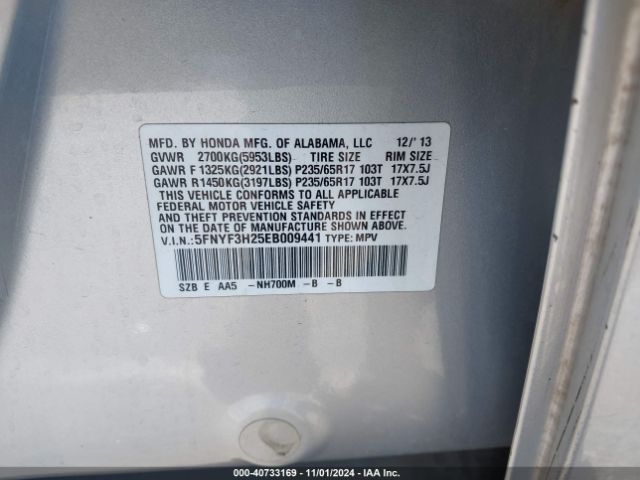 MFD. BY HONDA MFG. OF ALABAMA, LLC 12/'13
GVWR 2700KG(5953LBS) TIRE SIZE RIM SIZE
GAWR F 1325KG(2921LBS) P235/65R17 103T 17X7.5J
GAWR R1450KG(3197LBS) P235/65R17 103T 17X7.5J
THIS VEHICLE CONFORMS TO ALL APPLICABLE
FEDERAL MOTOR VEHICLE SAFETY
AND THEFT PREVENTION STANDARDS IN EFFECT
ON THE DATE OF MANUFACTURE SHOWN ABOVE.
V.I.N.:5FNYF3H25EB009441 TYPE: MPV
SZB E AA5 -NH700M -B -B
000-40733169 • 11/01/2024 • IAA Inc.